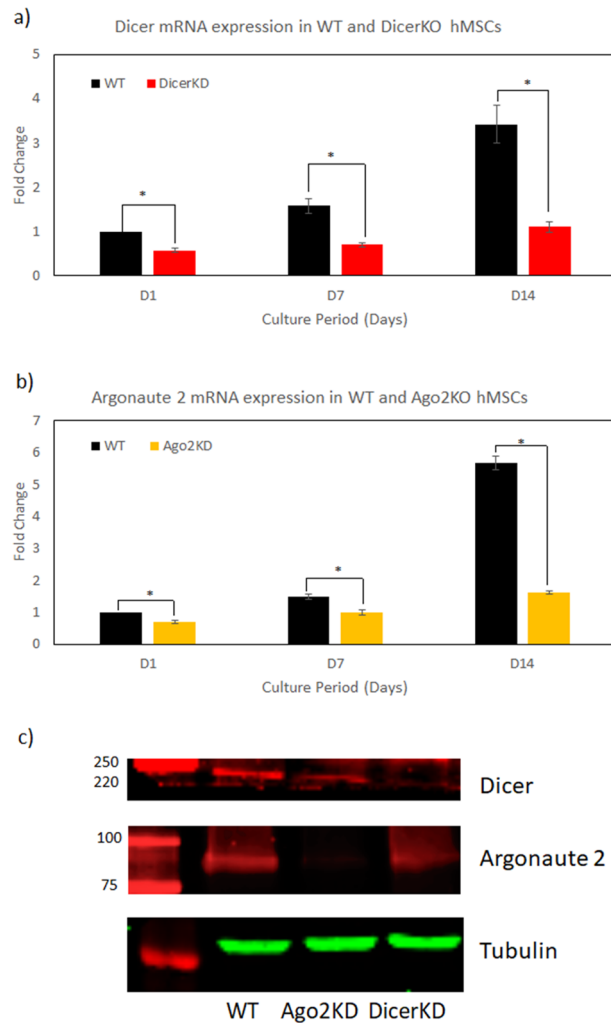 a)
Dicer mRNA expression in WT and DicerKO hMSCs
5
4
3
2
1
0
Fold Change
WT DicerKD
*
*
*
D1 D7 D14
Culture Period (Days)
b)
Argonaute 2 mRNA expression in WT and Ago2KO hMSCs
7
6
5
4
3
2
1
0
Fold Change
WT Ago2KD
*
*
*
D1 D7 D14
Culture Period (Days)
c)
250
220
Dicer
100
75
Argonaute 2
Tubulin
WT Ago2KD DicerKD